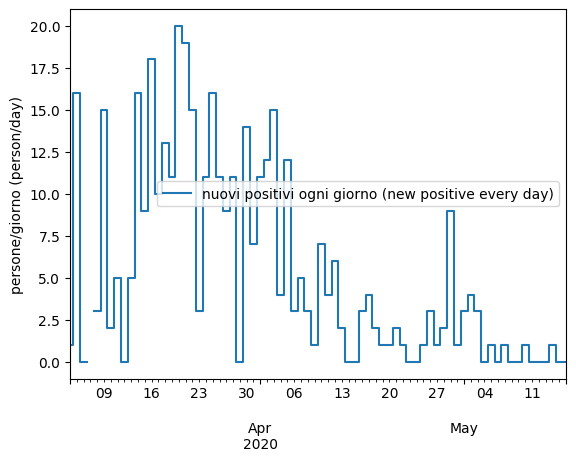 20.0
17.5
15.0
12.5
10.0
7.5
5.0
2.5
0.0
persone/giorno (person/day)
nuovi positivi ogni giorno (new positive every day)
09 16 23 30 06 13 20 27 04 11
Apr May
2020